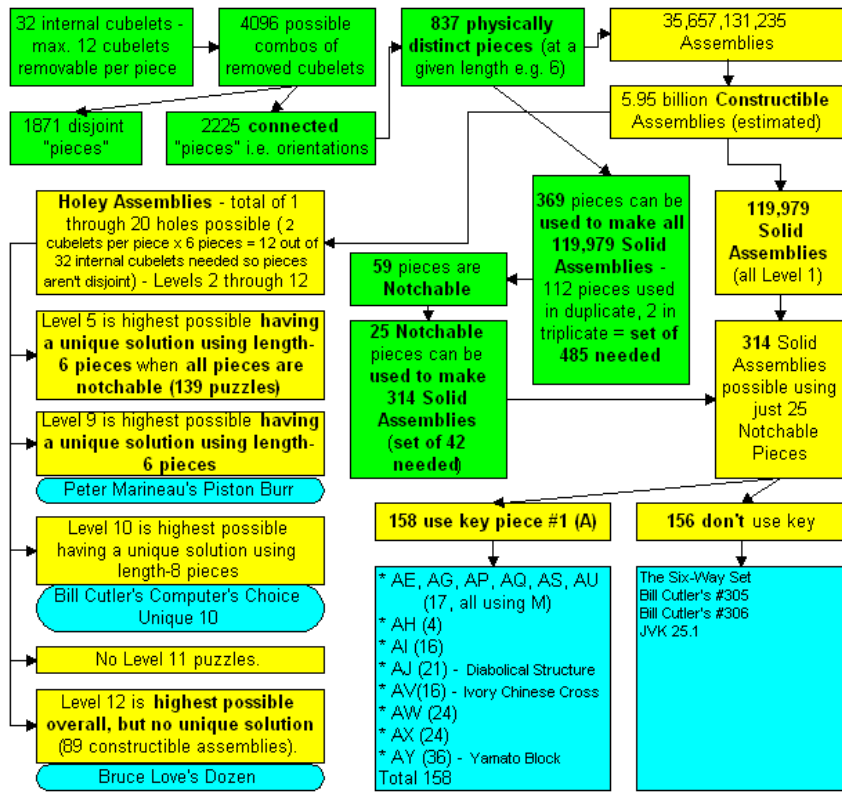 32 internal cubelets -
max. 12 cubelets
removable per piece
4096 possible
combos of
removed cubelets
837 physically
distinct pieces (at a
given length e.g. 6)
35,657,131,235
Assemblies
1871 disjoint
"pieces"
2225 connected
"pieces" i.e. orientations
5.95 billion Constructible
Assemblies (estimated)
Holey Assemblies - total of 1
through 20 holes possible (2
cubelets per piece x 6 pieces = 12 out of
32 internal cubelets needed so pieces
aren't disjoint) - Levels 2 through 12
369 pieces can be
used to make all
119,979 Solid
Assemblies -
112 pieces used
in duplicate, 2 in
triplicate = set of
485 needed
119,979
Solid
Assemblies
(all Level 1)
59 pieces are
Notchable
25 Notchable
pieces can be
used to make
314 Solid
Assemblies
(set of 42
needed)
314 Solid
Assemblies
possible using
just 25
Notchable
Pieces
Level 5 is highest possible having
a unique solution using length-
6 pieces when all pieces are
notchable (139 puzzles)
Level 9 is highest possible having
a unique solution using length-
6 pieces
Peter Marineau's Piston Burr
Level 10 is highest possible
having a unique solution using
length-8 pieces
Bill Cutler's Computer's Choice
Unique 10
No Level 11 puzzles.
Level 12 is highest possible
overall, but no unique solution
(89 constructible assemblies).
Bruce Love's Dozen
158 use key piece #1 (A)
156 don't use key
* AE, AG, AP, AQ, AS, AU
(17, all using M)
* AH (4)
* AI (16)
* AJ (21) - Diabolical Structure
* AV(16) - Ivory Chinese Cross
* AW (24)
* AX (24)
* AY (36) - Yamato Block
Total 158
The Six-Way Set
Bill Cutler's #305
Bill Cutler's #306
JVK 25.1